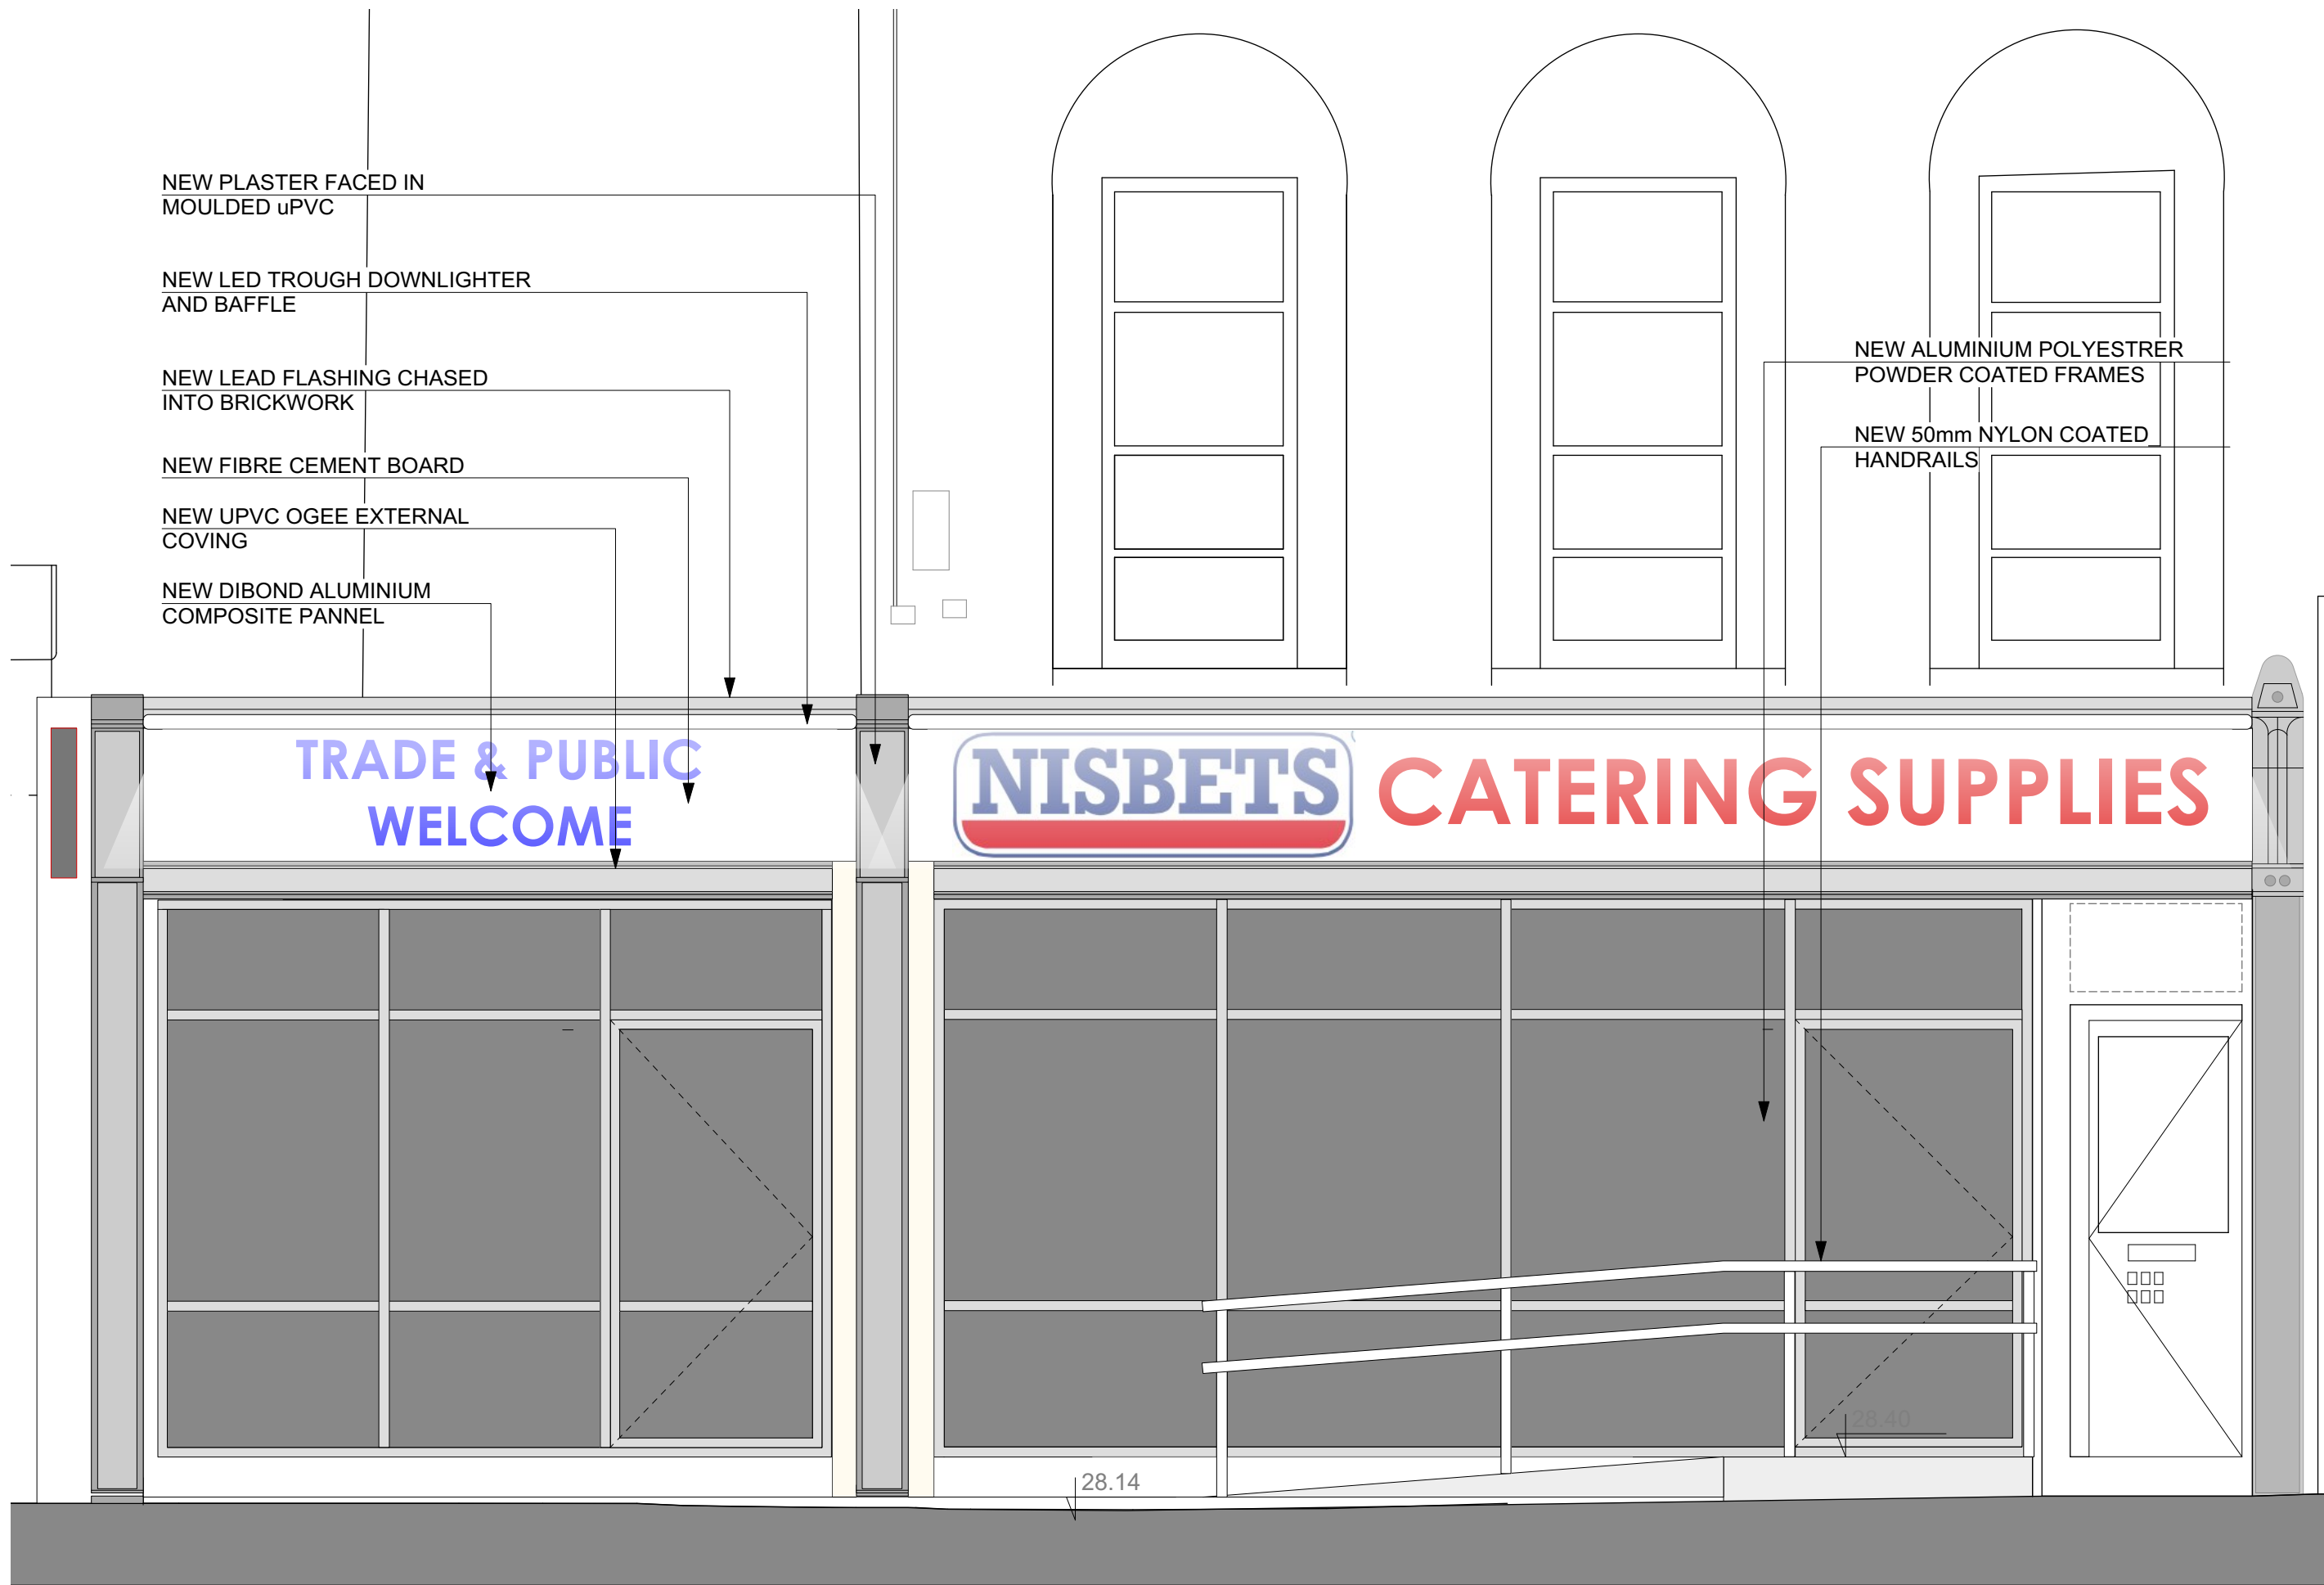 NEW PLASTER FACED IN
MOULDED uPVC
NEW LED TROUGH DOWNLIGHTER
AND BAFFLE
NEW LEAD FLASHING CHASED
INTO BRICKWORK
NEW FIBRE CEMENT BOARD
NEW UPVC OGEE EXTERNAL
COVING
NEW DIBOND ALUMINIUM
COMPOSITE PANNEL
NEW ALUMINIUM POLYESTRER
POWDER COATED FRAMES
NEW 50mm NYLON COATED
HANDRAILS
TRADE & PUBLIC
WELCOME
NISBETS CATERING SUPPLIES
28.40
28.14